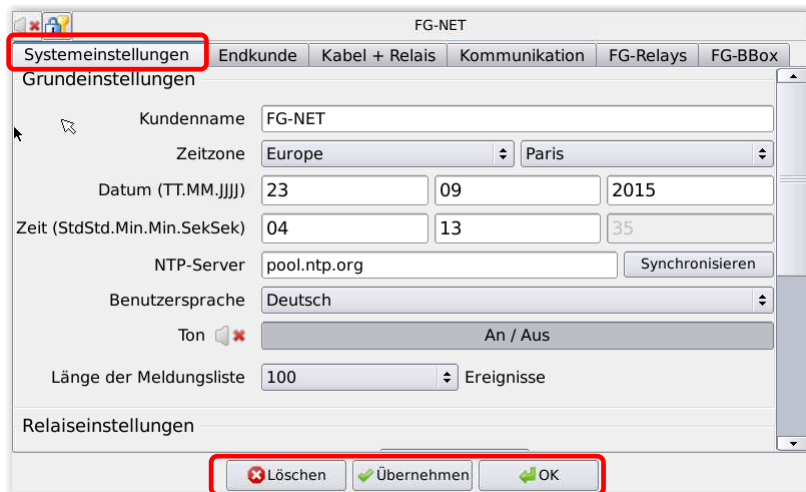 FG-NET
Systemeinstellungen Endkunde Kabel + Relais Kommunikation FG-Relays FG-BBox
Grundeinstellungen
Kundenname FG-NET
Zeitzone Europe Paris
Datum (TT.MM.JJJJ) 23 09 2015
Zeit (StdStd.Min.Min.SekSek) 04 13 35
NTP-Server pool.ntp.org Synchronisieren
Benutzersprache Deutsch
Ton An / Aus
Länge der Meldungsliste 100 Ereignisse
Relaiseinstellungen
Löschen Übernehmen OK